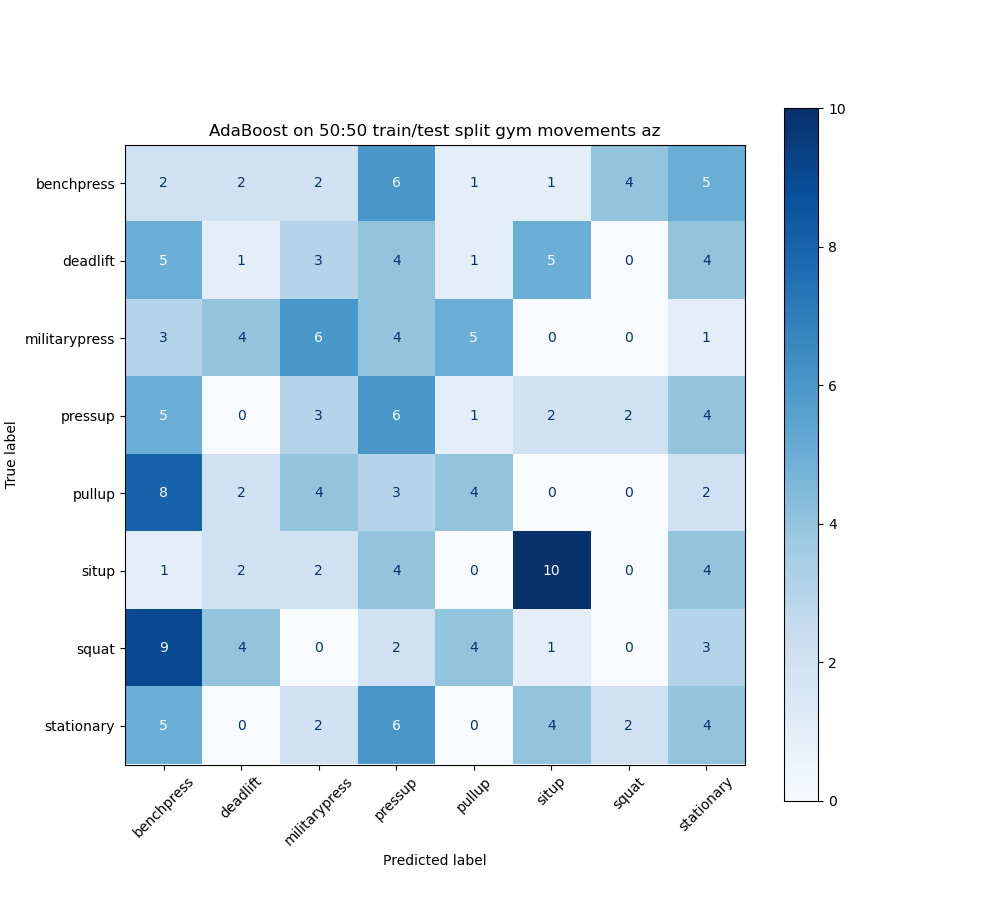 AdaBoost on 50:50 train/test split gym movements az
benchpress 2 2 2 6 1 1 4 5
deadlift 5 1 3 4 1 5 0 4
militarypress 3 4 6 4 5 0 0 1
pressup 5 0 3 6 1 2 2 4
pullup 8 2 4 3 4 0 0 2
situp 1 2 2 4 0 10 0 4
squat 9 4 0 2 4 1 0 3
stationary 5 0 2 6 0 4 2 4
True label
benchpress deadlift militarypress pressup pullup situp squat stationary
Predicted label
10
8
6
4
2
0